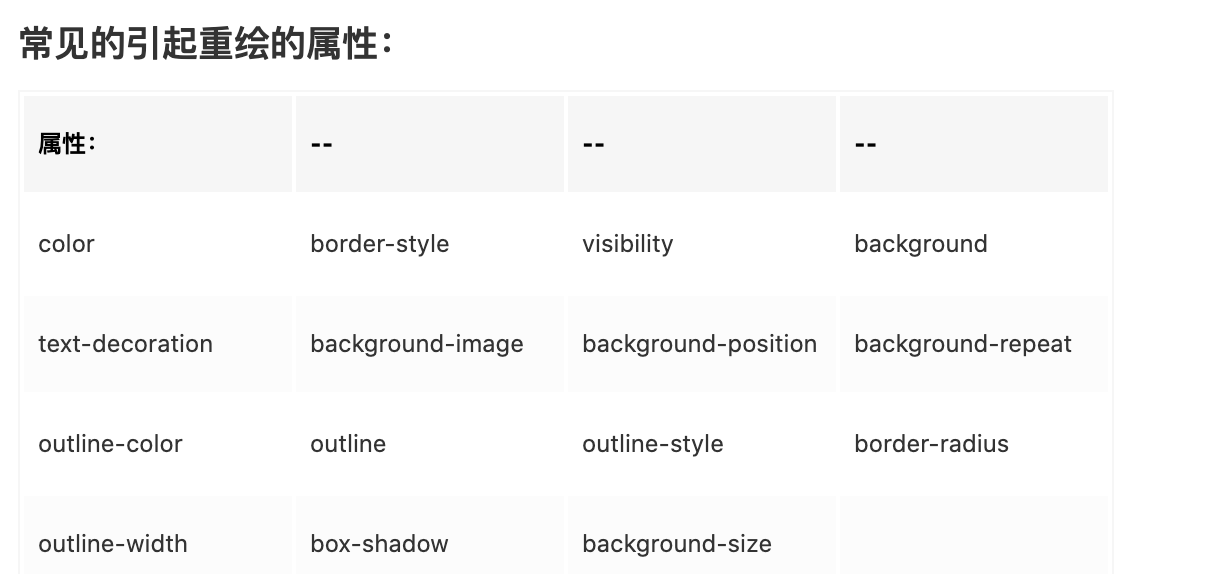 常见的引起重绘的属性：
属性： -- -- --
color border-style visibility background
text-decoration background-image background-position background-repeat
outline-color outline outline-style border-radius
outline-width box-shadow background-size